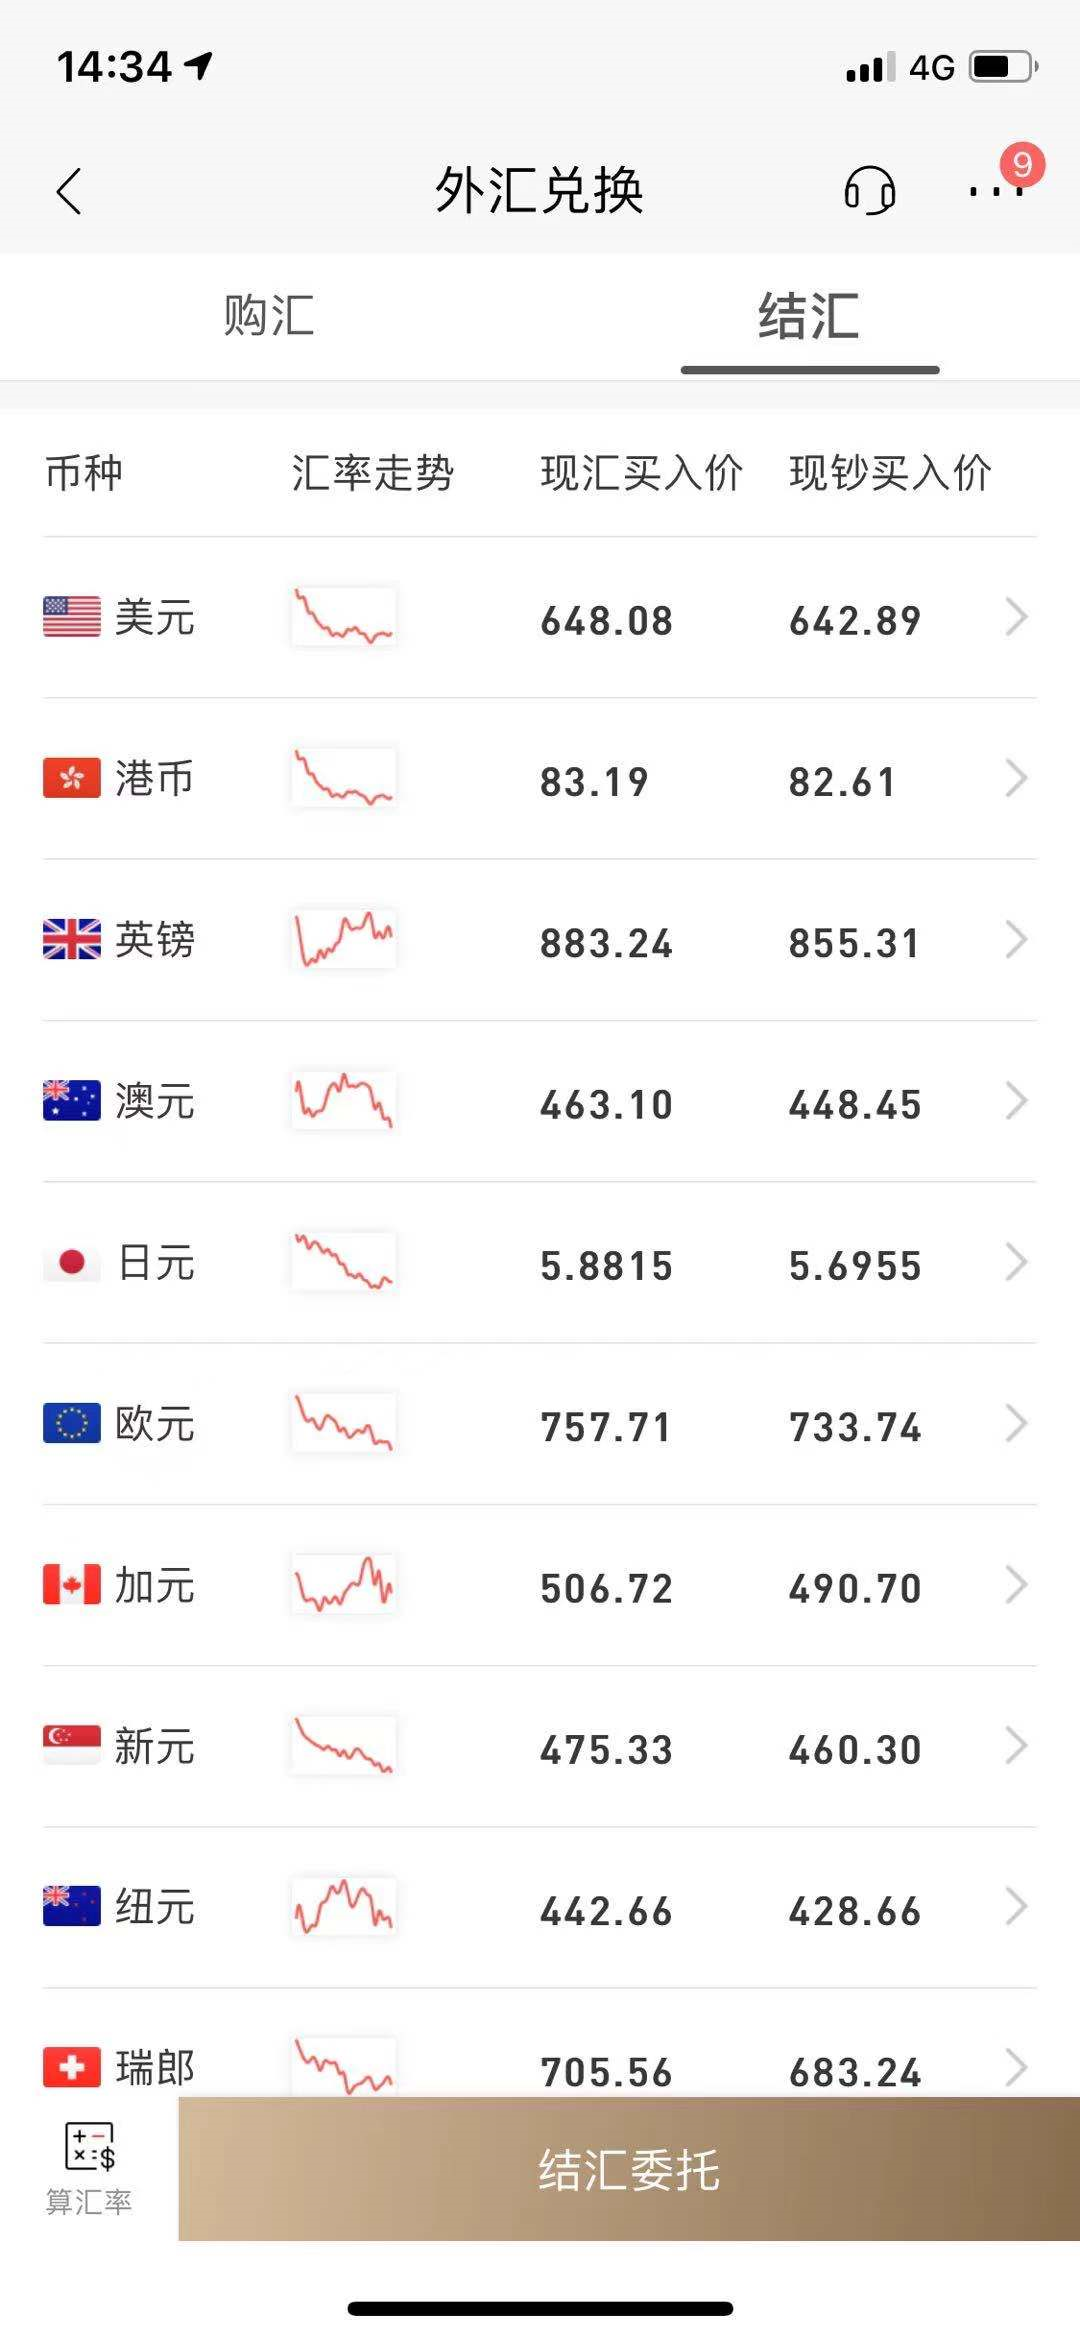 14:34 4G
外汇兑换 9
购汇 结汇
币种 汇率走势 现汇买入价 现钞买入价
美元 648.08 642.89
港币 83.19 82.61
英镑 883.24 855.31
澳元 463.10 448.45
日元 5.8815 5.6955
欧元 757.71 733.74
加元 506.72 490.70
新元 475.33 460.30
纽元 442.66 428.66
瑞郎 705.56 683.24
算汇率 结汇委托